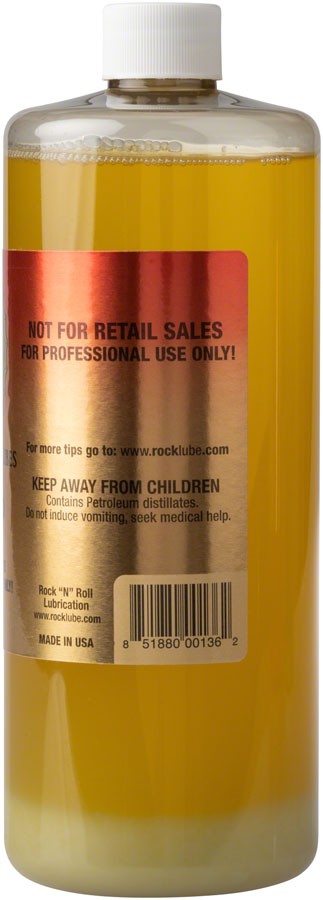 NOT FOR RETAIL SALES
FOR PROFESSIONAL USE ONLY!
For more tips go to: www.rocklube.com
KEEP AWAY FROM CHILDREN
Contains Petroleum distillates.
Do not induce vomiting, seek medical help.
Rock "N" Roll
Lubrication
www.rocklube.com
MADE IN USA
8 51880 00136 2